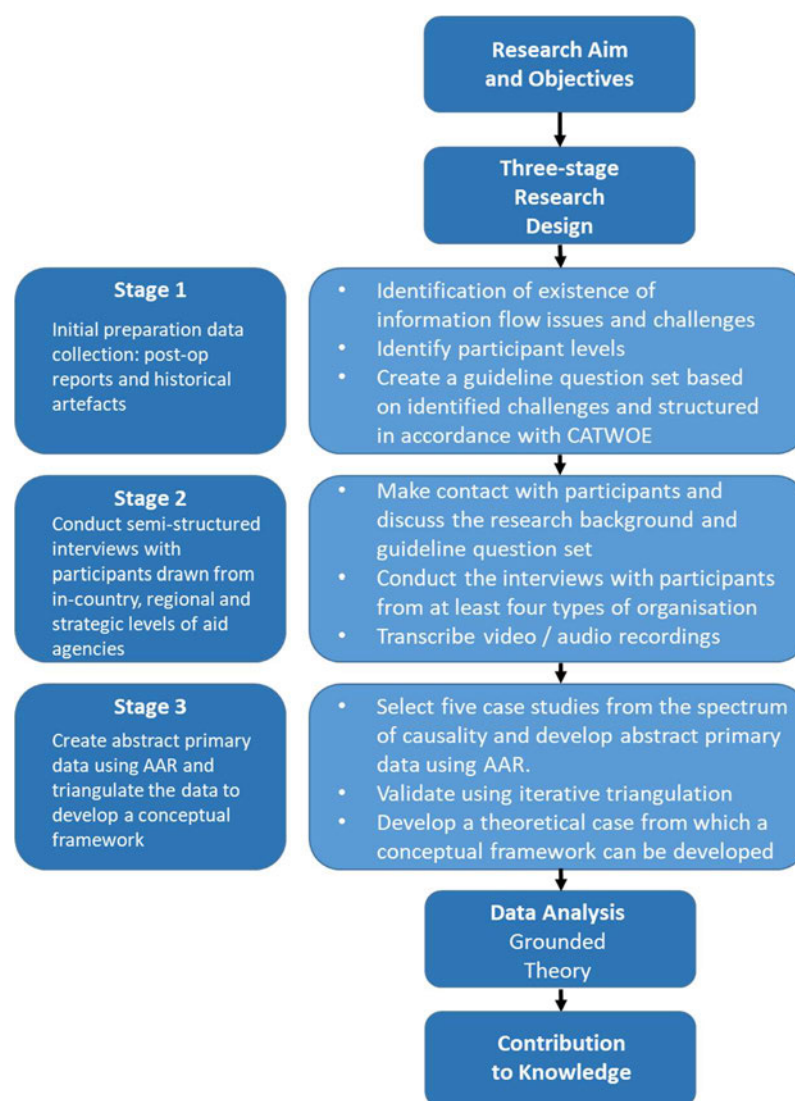 Research Aim
and Objectives
Three-stage
Research
Design
Stage 1
Initial preparation data
collection: post-op
reports and historical
artefacts
• Identification of existence of
information flow issues and challenges
• Identify participant levels
• Create a guideline question set based
on identified challenges and structured
in accordance with CATWOE
Stage 2
Conduct semi-structured
interviews with
participants drawn from
in-country, regional and
strategic levels of aid
agencies
• Make contact with participants and
discuss the research background and
guideline question set
• Conduct the interviews with participants
from at least four types of organisation
• Transcribe video / audio recordings
Stage 3
Create abstract primary
data using AAR and
triangulate the data to
develop a conceptual
framework
• Select five case studies from the spectrum
of causality and develop abstract primary
data using AAR.
• Validate using iterative triangulation
• Develop a theoretical case from which a
conceptual framework can be developed
Data Analysis
Grounded
Theory
Contribution
to Knowledge